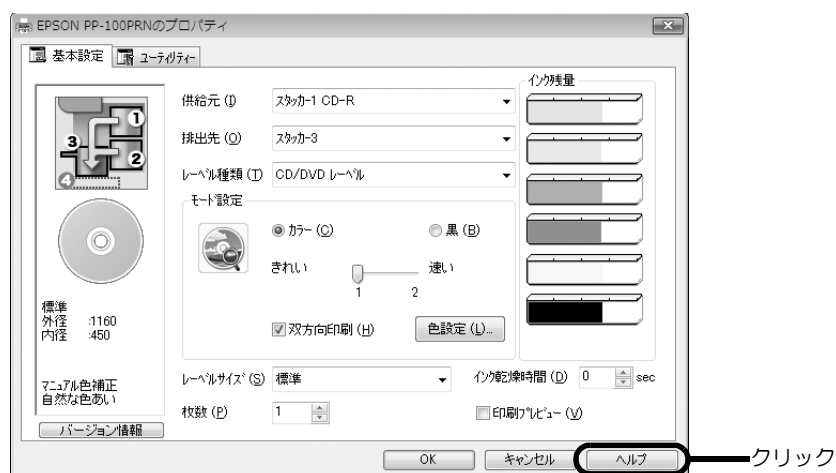 EPSON PP-100PRNのプロパティ
基本設定 ユーティリティー
1
2
3
4
標準
外径 :1160
内径 :450
マニュアル色補正
自然な色あい
バージョン情報
供給元 (I) スタッカ-1 CD-R
排出先 (O) スタッカ-3
レーベル種類 (T) CD/DVD レーベル
モード設定
カラー (C) 黒 (B)
きれい 速い
1 2
双方向印刷 (H) 色設定 (L)...
レーベルサイズ (S) 標準
インク乾燥時間 (D) 0 sec
枚数 (P) 1
印刷プレビュー (V)
インク残量
OK キャンセル ヘルプ
クリック